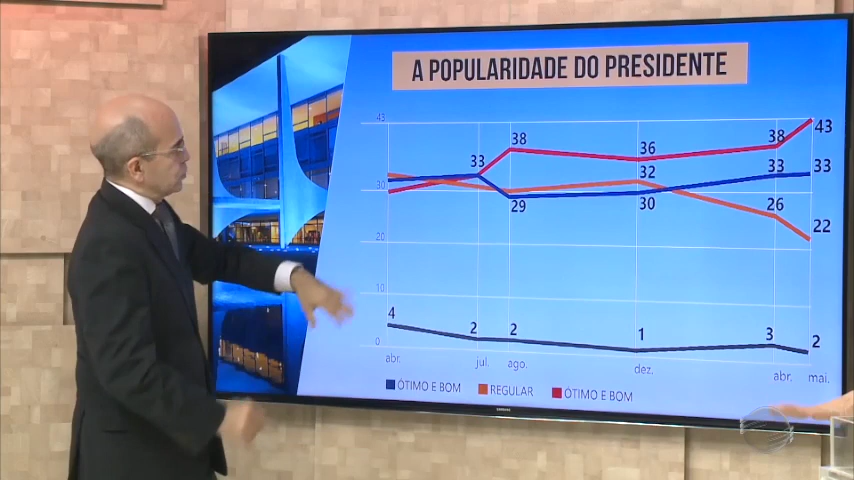 A POPULARIDADE DO PRESIDENTE
43
30
20
10
0
33
38
36
38
43
32
33
33
29
30
26
22
4
2
2
1
3
2
abr.
jul.
ago.
dez.
abr.
mai.
ÓTIMO E BOM
REGULAR
ÓTIMO E BOM
SAMSUNG